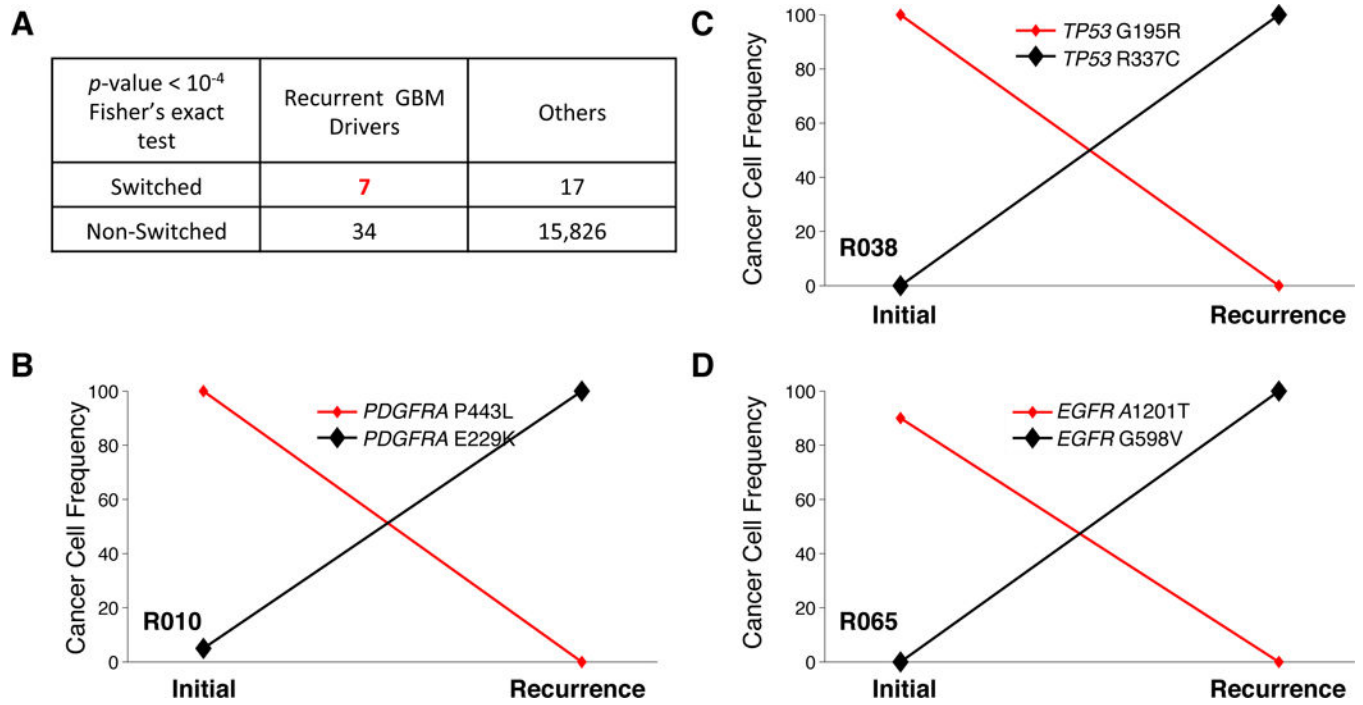 A
p-value < 10⁻⁴
Fisher's exact
test
Recurrent GBM
Drivers
Others
Switched
7
17
Non-Switched
34
15,826
B
Cancer Cell Frequency
100
80
60
40
20
0
PDGFRA P443L
PDGFRA E229K
R010
Initial
Recurrence
C
Cancer Cell Frequency
100
80
60
40
20
0
TP53 G195R
TP53 R337C
R038
Initial
Recurrence
D
Cancer Cell Frequency
100
80
60
40
20
0
EGFR A1201T
EGFR G598V
R065
Initial
Recurrence